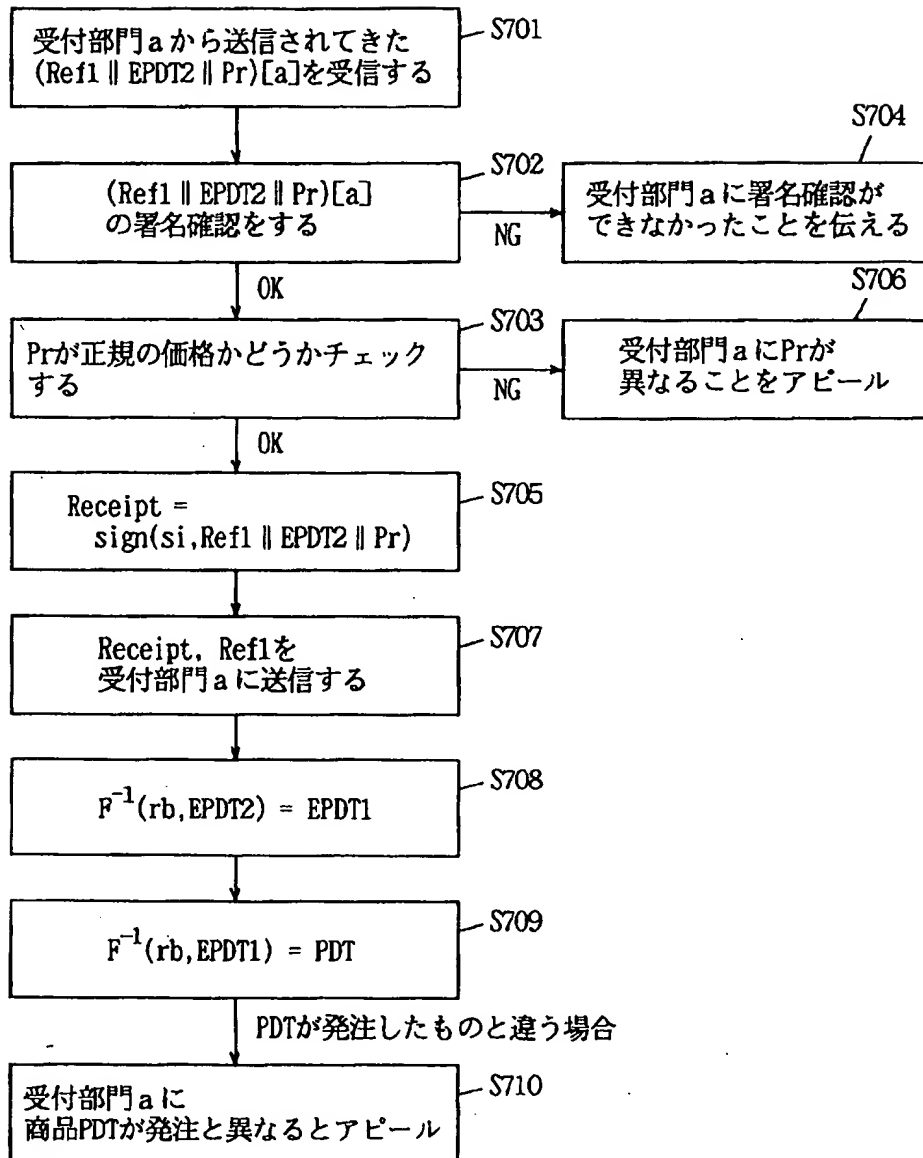 受付部門aから送信されてきた
(Ref1∥EPDT2∥Pr)[a]を受信する
S701
(Ref1∥EPDT2∥Pr)[a]
の署名確認をする
S702
NG
受付部門aに署名確認が
できなかったことを伝える
S704
OK
Prが正規の価格かどうかチェック
する
S703
NG
受付部門aにPrが
異なることをアピール
S706
OK
Receipt =
sign(si,Ref1∥EPDT2∥Pr)
S705
Receipt, Ref1を
受付部門aに送信する
S707
F⁻¹(rb,EPDT2) = EPDT1
S708
F⁻¹(rb,EPDT1) = PDT
S709
PDTが発注したものと違う場合
受付部門aに
商品PDTが発注と異なるとアピール
S710